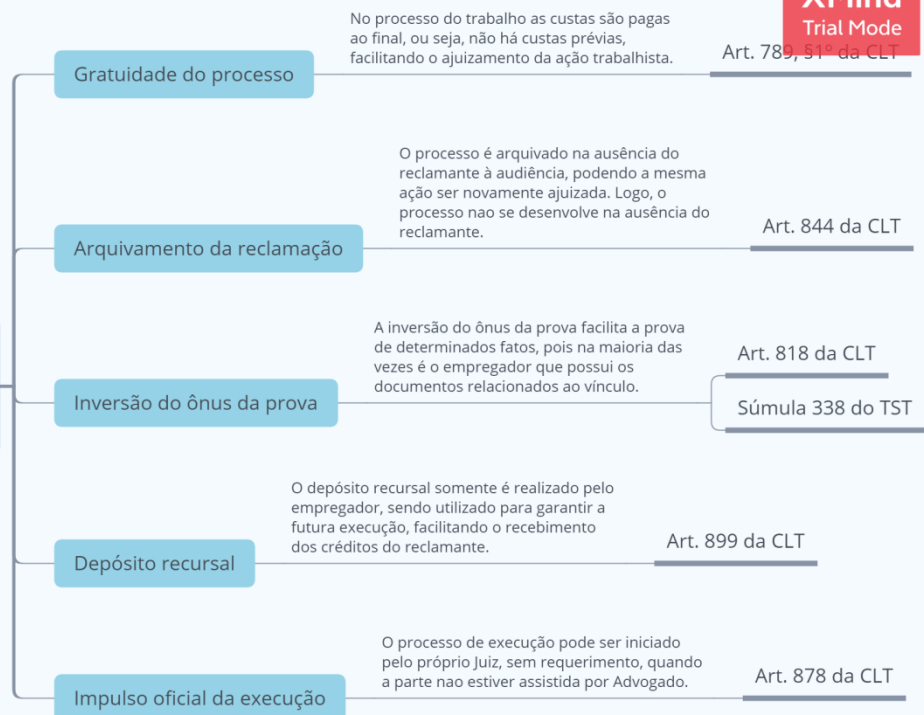 XMind
Trial Mode
No processo do trabalho as custas são pagas
ao final, ou seja, não há custas prévias,
facilitando o ajuizamento da ação trabalhista.
Gratuidade do processo
Art. 789, §1º da CLT
O processo é arquivado na ausência do
reclamante à audiência, podendo a mesma
ação ser novamente ajuizada. Logo, o
processo nao se desenvolve na ausência do
reclamante.
Arquivamento da reclamação
Art. 844 da CLT
A inversão do ônus da prova facilita a prova
de determinados fatos, pois na maioria das
vezes é o empregador que possui os
documentos relacionados ao vínculo.
Inversão do ônus da prova
Art. 818 da CLT
Súmula 338 do TST
O depósito recursal somente é realizado pelo
empregador, sendo utilizado para garantir a
futura execução, facilitando o recebimento
dos créditos do reclamante.
Depósito recursal
Art. 899 da CLT
O processo de execução pode ser iniciado
pelo próprio Juiz, sem requerimento, quando
a parte nao estiver assistida por Advogado.
Impulso oficial da execução
Art. 878 da CLT